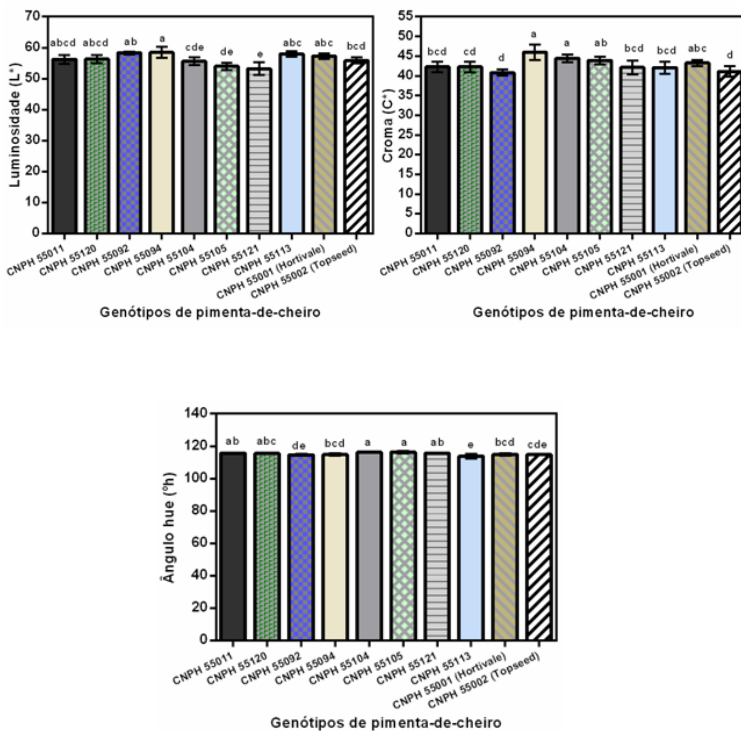 Luminosidade (L*)
70
60
50
40
30
20
10
0
abcd
abcd
ab
a
cde
de
e
abc
abc
bcd
CNPH 55011
CNPH 55120
CNPH 55092
CNPH 55094
CNPH 55104
CNPH 55105
CNPH 55121
CNPH 55113
CNPH 55001 (Hortivale)
CNPH 55002 (Topseed)
Genótipos de pimenta-de-cheiro
Croma (C*)
55
50
45
40
35
30
25
20
15
10
5
0
bcd
cd
d
a
a
ab
bcd
bcd
abc
d
CNPH 55011
CNPH 55120
CNPH 55092
CNPH 55094
CNPH 55104
CNPH 55105
CNPH 55121
CNPH 55113
CNPH 55001 (Hortivale)
CNPH 55002 (Topseed)
Genótipos de pimenta-de-cheiro
Ângulo hue (ºh)
140
120
100
80
60
40
20
0
ab
abc
de
bcd
a
a
ab
e
bcd
cde
CNPH 55011
CNPH 55120
CNPH 55092
CNPH 55094
CNPH 55104
CNPH 55105
CNPH 55121
CNPH 55113
CNPH 55001 (Hortivale)
CNPH 55002 (Topseed)
Genótipos de pimenta-de-cheiro